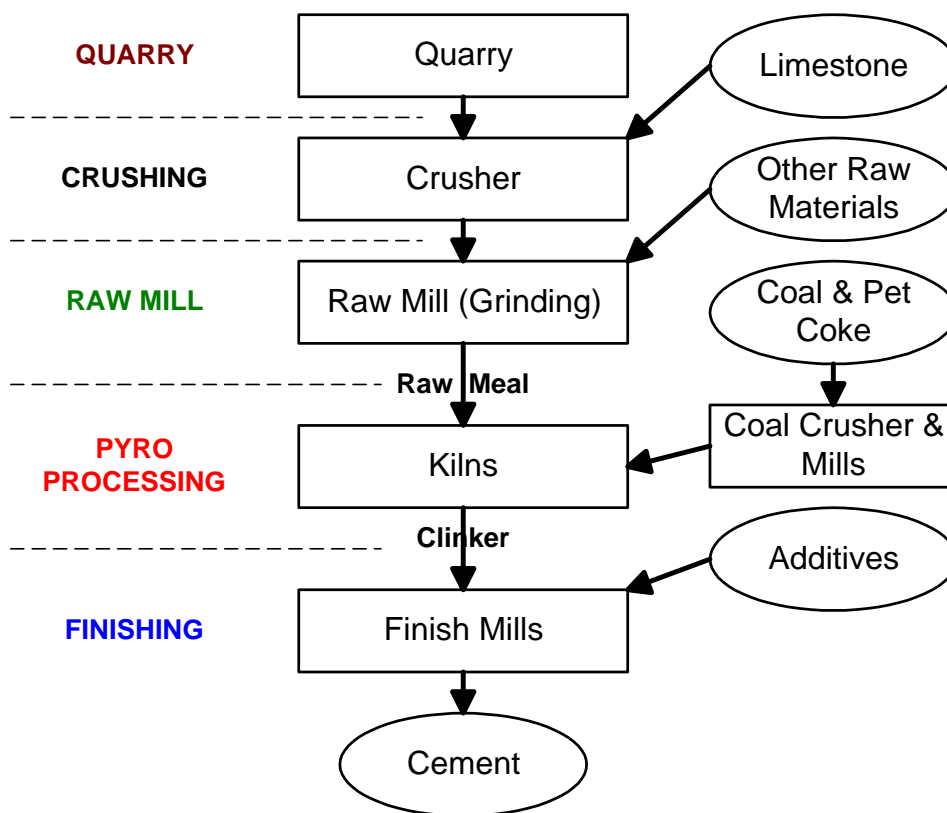 QUARRY
Quarry
Limestone
CRUSHING
Crusher
Other Raw
Materials
RAW MILL
Raw Mill (Grinding)
Coal & Pet
Coke
Raw Meal
PYRO
PROCESSING
Kilns
Coal Crusher &
Mills
Clinker
Additives
FINISHING
Finish Mills
Cement